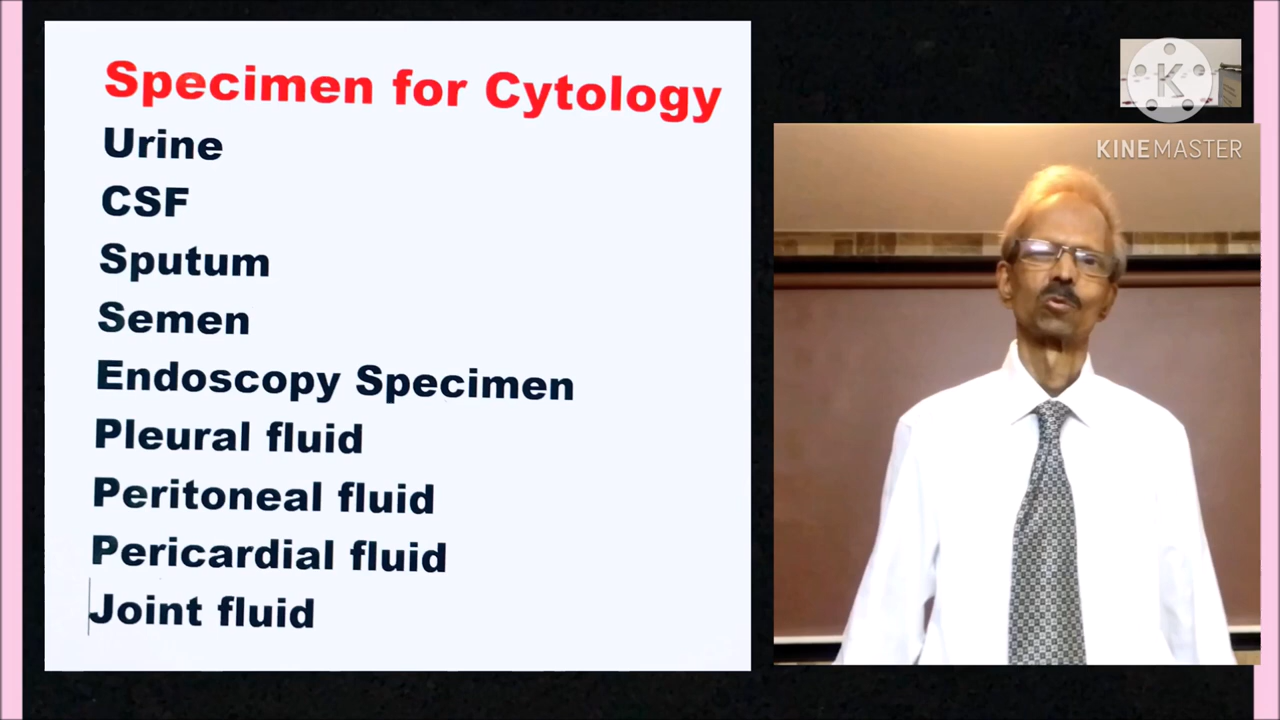 Specimen for Cytology
Urine
CSF
Sputum
Semen
Endoscopy Specimen
Pleural fluid
Peritoneal fluid
Pericardial fluid
Joint fluid
K
KINEMASTER